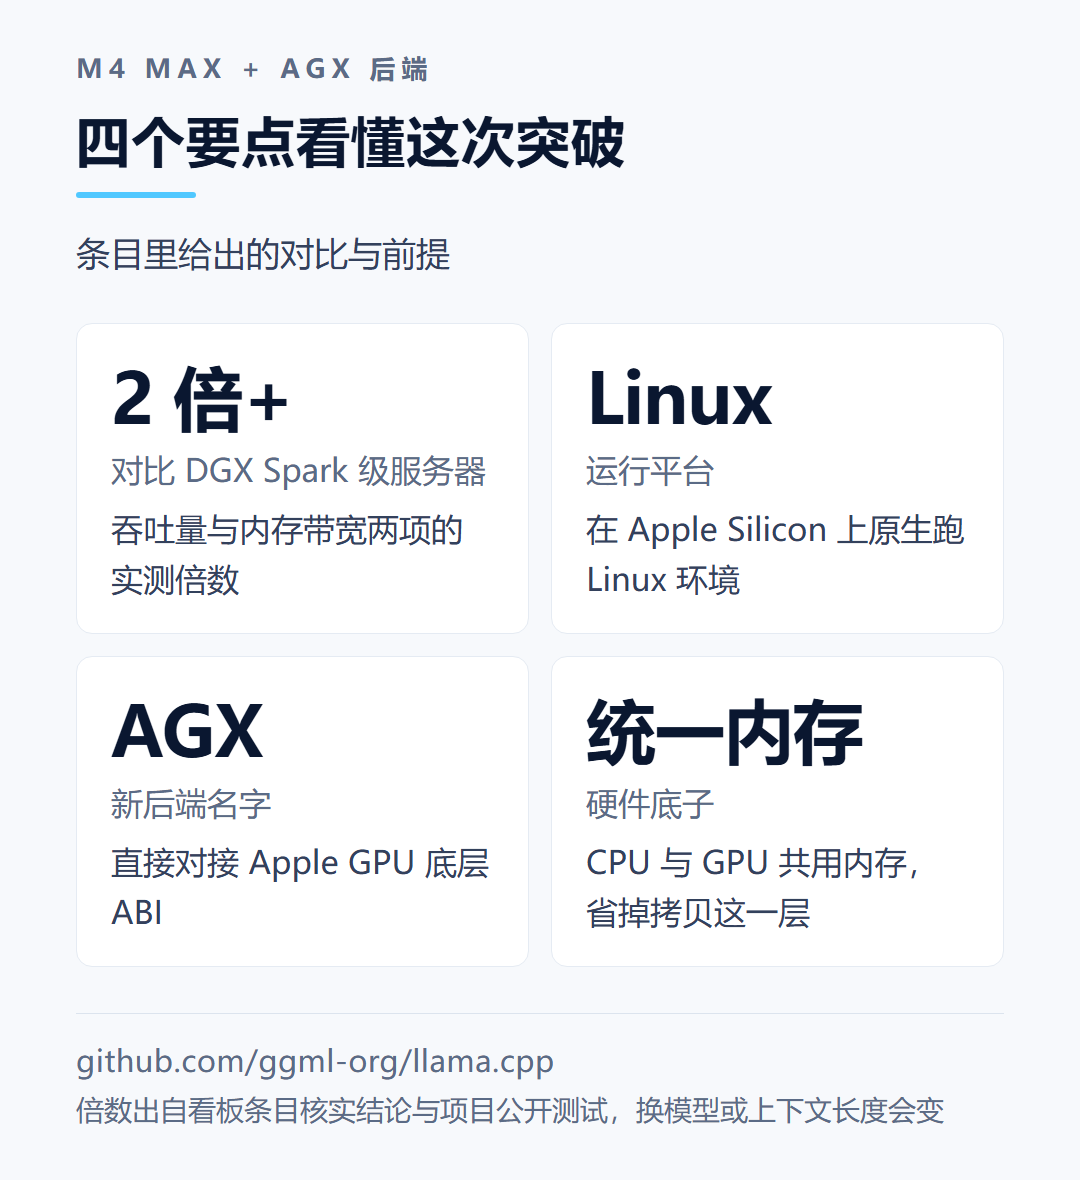 M4 MAX + AGX 后端
四个要点看懂这次突破
条目里给出的对比与前提
2 倍+
对比 DGX Spark 级服务器
吞吐量与内存带宽两项的
实测倍数
Linux
运行平台
在 Apple Silicon 上原生跑
Linux 环境
AGX
新后端名字
直接对接 Apple GPU 底层
ABI
统一内存
硬件底子
CPU 与 GPU 共用内存，
省掉拷贝这一层
github.com/ggml-org/llama.cpp
倍数出自看板条目核实结论与项目公开测试，换模型或上下文长度会变